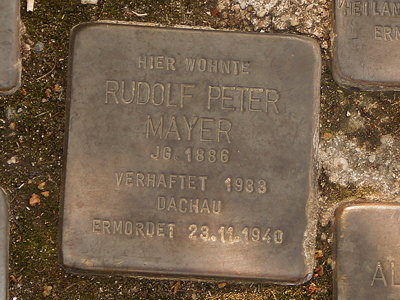 HIER WOHNTE
RUDOLF PETER
MAYER
JG. 1886
VERHAFTET 1938
DACHAU
ERMORDET 23.11.1940